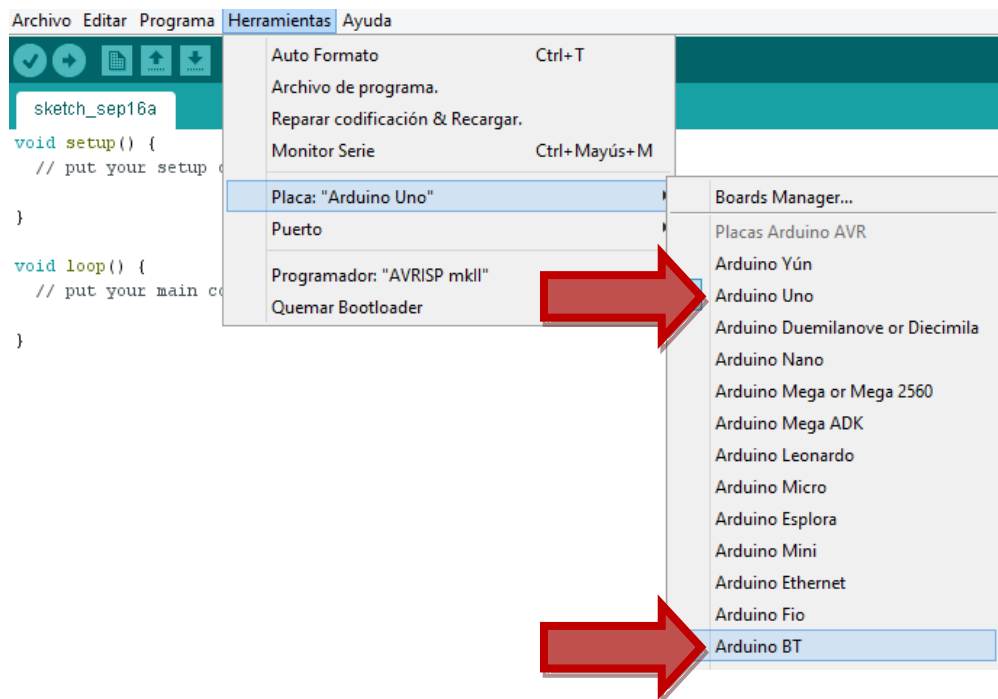 Archivo Editar Programa Herramientas Ayuda
Auto Formato Ctrl+T
Archivo de programa.
Reparar codificación & Recargar.
Monitor Serie Ctrl+Mayús+M
Placa: "Arduino Uno"
Puerto
Programador: "AVRISP mkII"
Quemar Bootloader
sketch_sep16a
void setup() {
// put your setup
}
void loop() {
// put your main
}
Boards Manager...
Placas Arduino AVR
Arduino Yún
Arduino Uno
Arduino Duemilanove or Diecimila
Arduino Nano
Arduino Mega or Mega 2560
Arduino Mega ADK
Arduino Leonardo
Arduino Micro
Arduino Esplora
Arduino Mini
Arduino Ethernet
Arduino Fio
Arduino BT